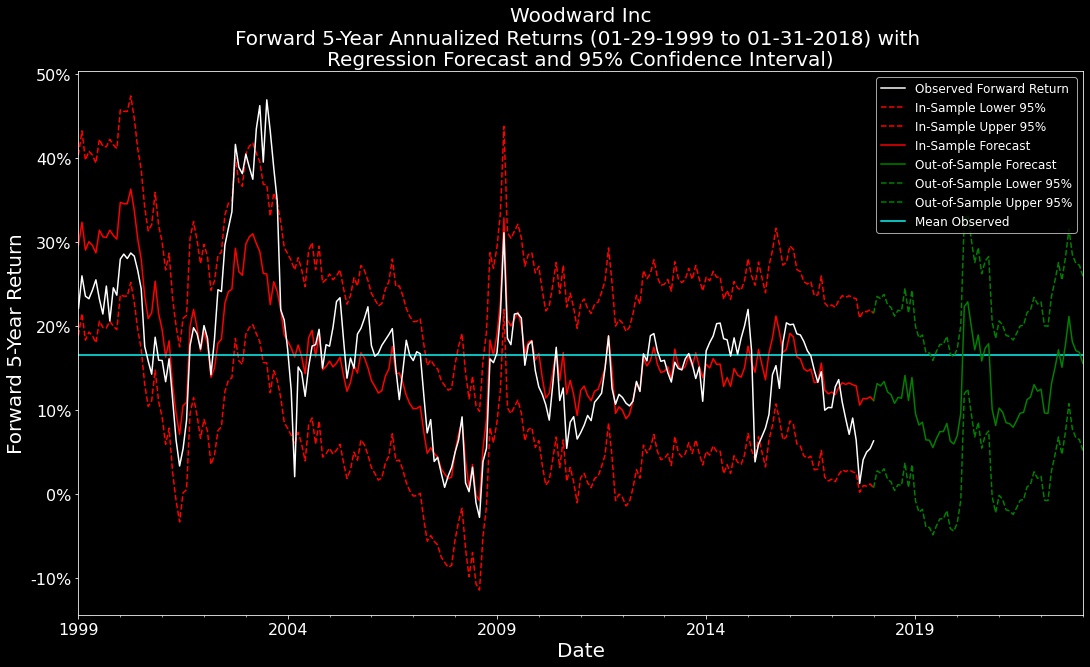 Woodward Inc
Forward 5-Year Annualized Returns (01-29-1999 to 01-31-2018) with
Regression Forecast and 95% Confidence Interval)
50%
40%
30%
20%
10%
0%
-10%
Forward 5-Year Return
Observed Forward Return
In-Sample Lower 95%
In-Sample Upper 95%
In-Sample Forecast
Out-of-Sample Forecast
Out-of-Sample Lower 95%
Out-of-Sample Upper 95%
Mean Observed
1999 2004 2009 2014 2019
Date